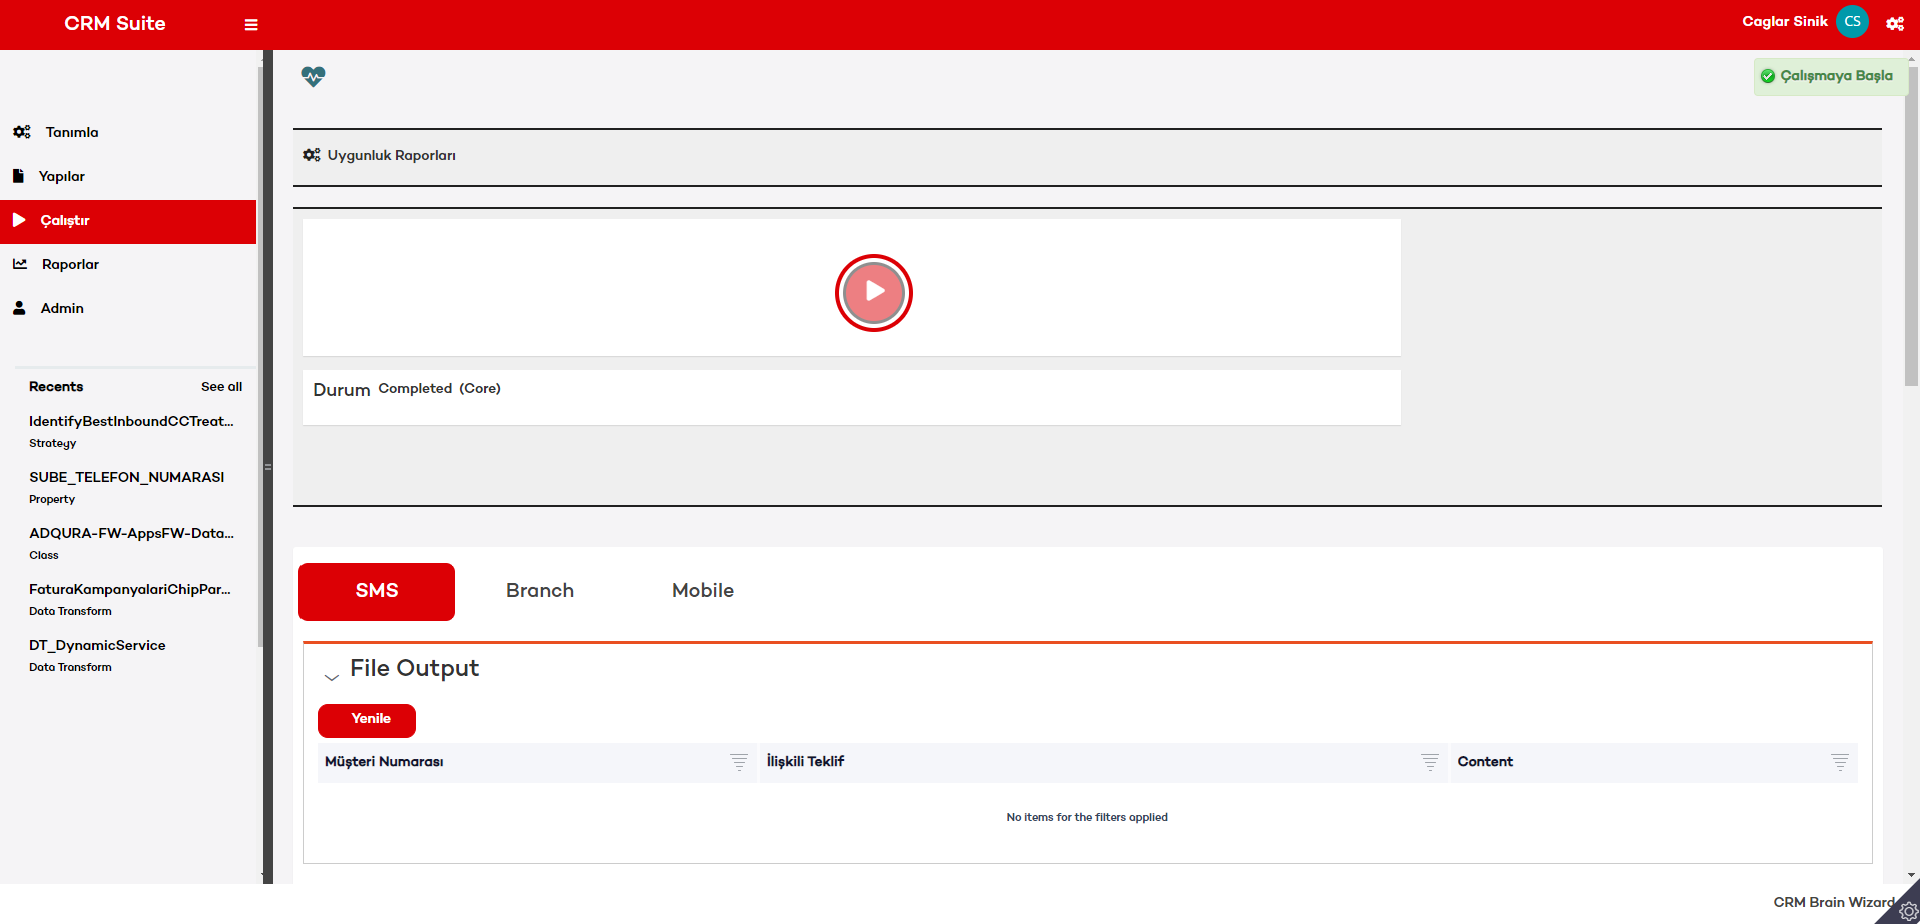 CRM Suite
Caglar Sinik
CS
Çalışmaya Başla
Tanımla
Yapılar
Çalıştır
Raporlar
Admin
Recents
See all
IdentifyBestInboundCCTreat...
Strategy
SUBE_TELEFON_NUMARASI
Property
ADQURA-FW-AppsFW-Data...
Class
FaturaKampanyalariChipPar...
Data Transform
DT_DynamicService
Data Transform
Uygunluk Raporları
Durum Completed (Core)
SMS
Branch
Mobile
File Output
Yenile
Müşteri Numarası
İlişkili Teklif
Content
No items for the filters applied
CRM Brain Wizard